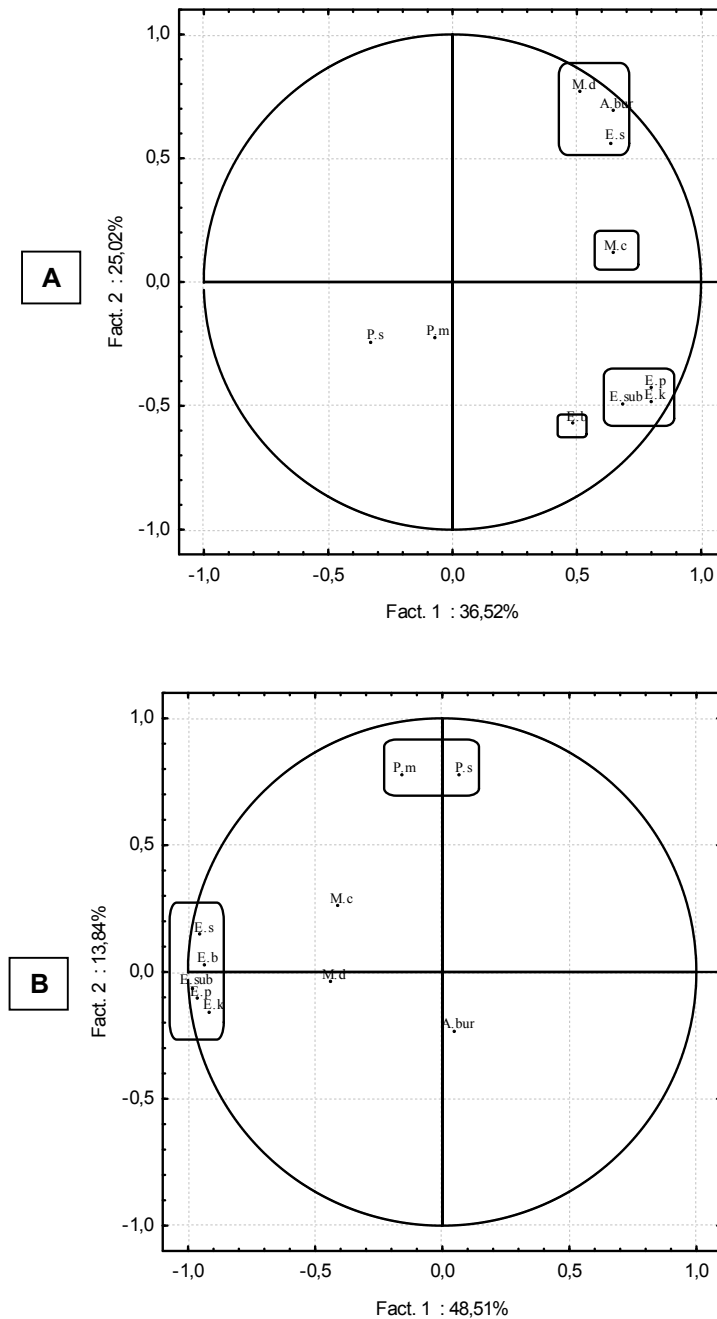 A
Fact. 2 : 25,02%
1,0
0,5
0,0
-0,5
-1,0
M.d
A.bur
E.s
M.c
P.s
P.m
E.p
E.k
E.sub
E.b
-1,0
-0,5
0,0
0,5
1,0
Fact. 1 : 36,52%
B
Fact. 2 : 13,84%
1,0
0,5
0,0
-0,5
-1,0
P.m
P.s
M.c
E.s
E.b
E.sub
E.p
E.k
M.d
A.bur
-1,0
-0,5
0,0
0,5
1,0
Fact. 1 : 48,51%